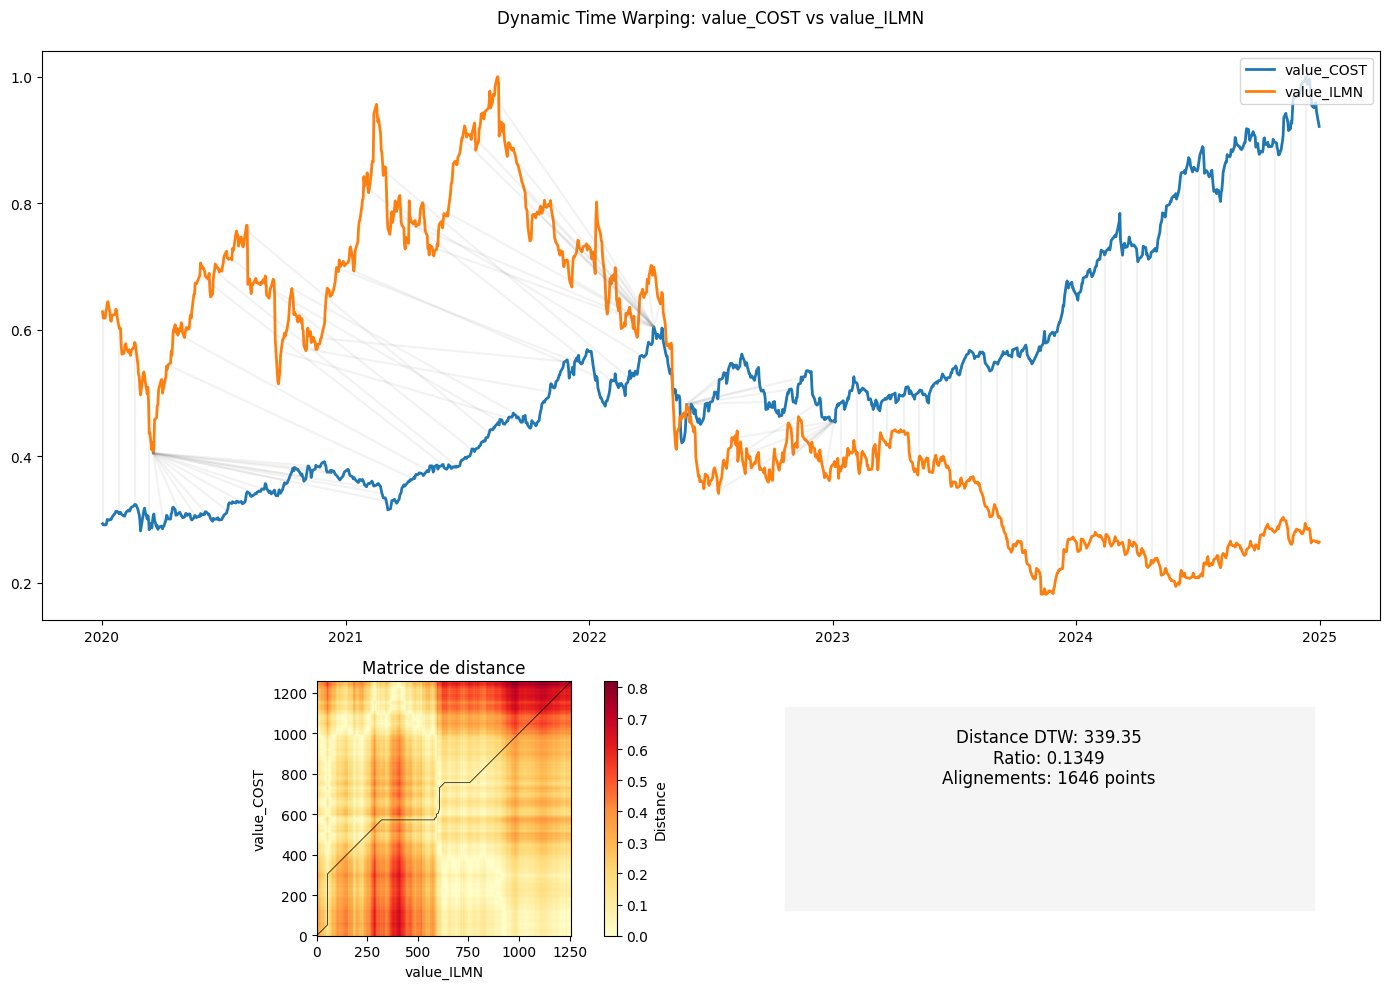 Dynamic Time Warping: value_COST vs value_ILMN
value_COST
value_ILMN
1.0
0.8
0.6
0.4
0.2
2020 2021 2022 2023 2024 2025
Matrice de distance
value_COST
1200
1000
800
600
400
200
0
0 250 500 750 1000 1250
value_ILMN
0.8
0.7
0.6
0.5
0.4
0.3
0.2
0.1
0.0
Distance
Distance DTW: 339.35
Ratio: 0.1349
Alignements: 1646 points